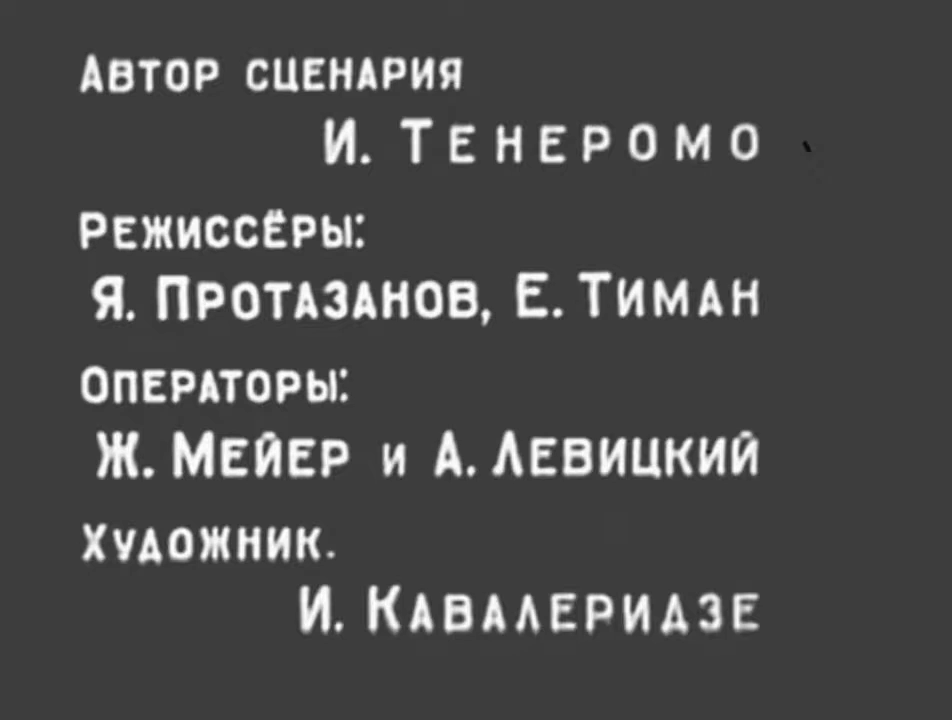 Автор сценария
И. Тенеромо
Режиссёры:
Я. Протазанов, Е. Тиман
Операторы:
Ж. Мейер и А. Левицкий
Художник.
И. Кавалеридзе